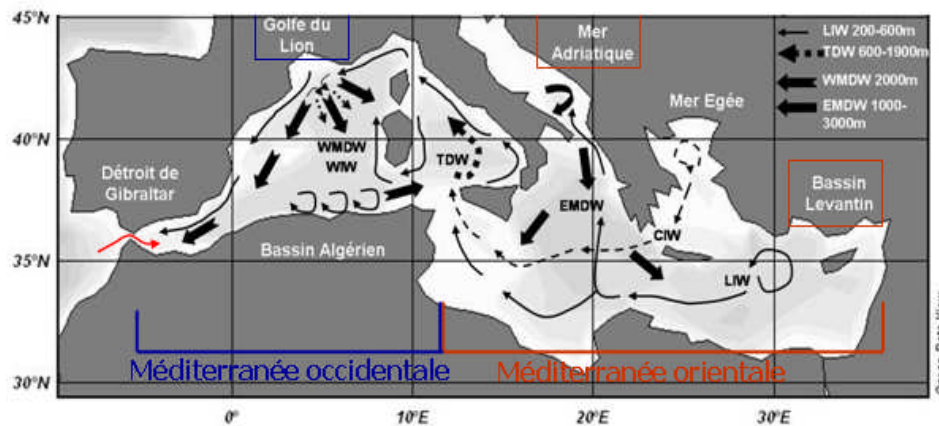 45°N
Golfe du
Lion
Mer
Adriatique
LIW 200-600m
TDW 600-1900m
WMDW 2000m
EMDW 1000-
3000m
Mer Egée
40°N
WMDW
WIW
TDW
Détroit de
Gibraltar
Bassin
Levantin
EMDW
Bassin Algérien
CIW
35°N
LIW
Méditerranée occidentale
Méditerranée orientale
30°N
0°
10°E
20°E
30°E